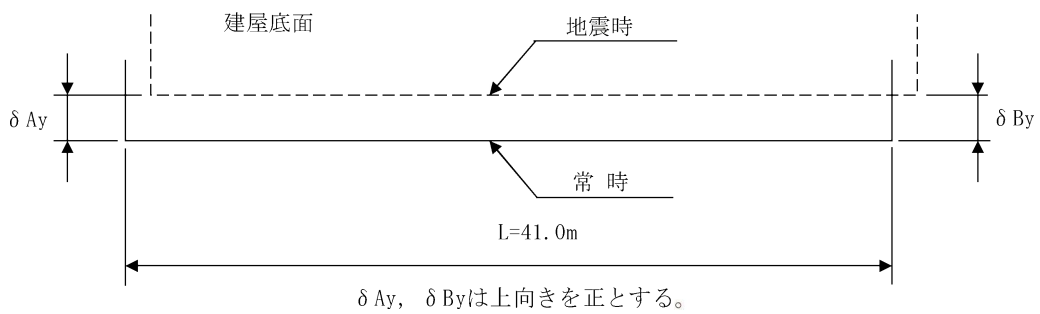 建屋底面
地震時
δAy
δBy
常 時
L=41.0m
δAy, δByは上向きを正とする。